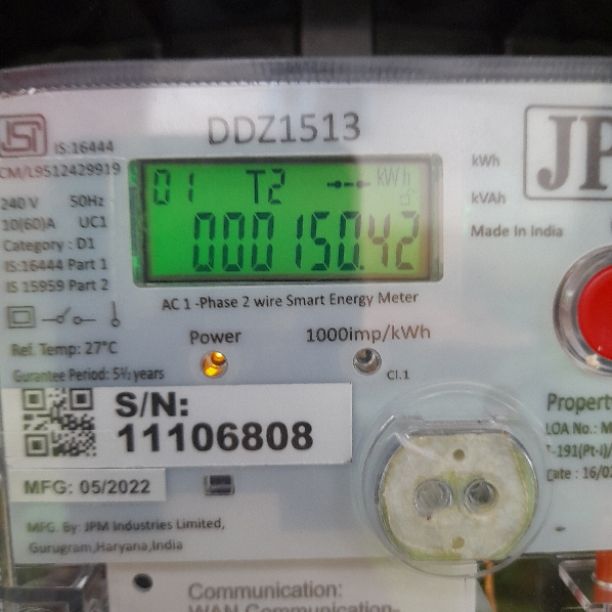 DDZ1513
IS:16444
CM/L9512429919
240 V 50Hz
10(60)A UC1
Category : D1
IS:16444 Part 1
IS 15959 Part 2
01 T2 kWh
000150.42
kWh
kVAh
Made In India
JP
AC 1 -Phase 2 wire Smart Energy Meter
Ref. Temp: 27°C
Power
1000imp/kWh
Gurantee Period: 5½ years
Cl.1
S/N:
11106808
MFG: 05/2022
MFG. By: JPM Industries Limited,
Gurugram,Haryana,India
Propert
LOA No.: M
-191(Pt-I)/
Date : 16/0
Communication:
WAN Communication